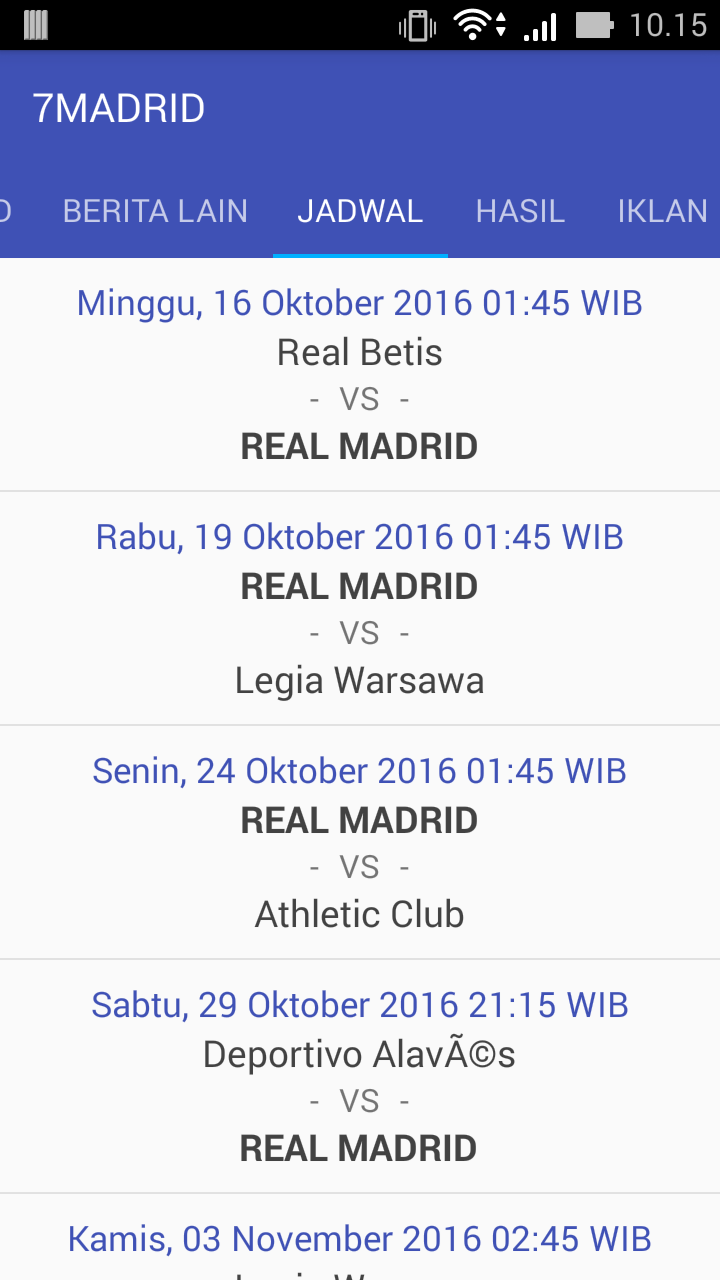 10.15
7MADRID
BERITA LAIN JADWAL HASIL IKLAN
Minggu, 16 Oktober 2016 01:45 WIB
Real Betis
- VS -
REAL MADRID
Rabu, 19 Oktober 2016 01:45 WIB
REAL MADRID
- VS -
Legia Warsawa
Senin, 24 Oktober 2016 01:45 WIB
REAL MADRID
- VS -
Athletic Club
Sabtu, 29 Oktober 2016 21:15 WIB
Deportivo AlavÃ©s
- VS -
REAL MADRID
Kamis, 03 November 2016 02:45 WIB